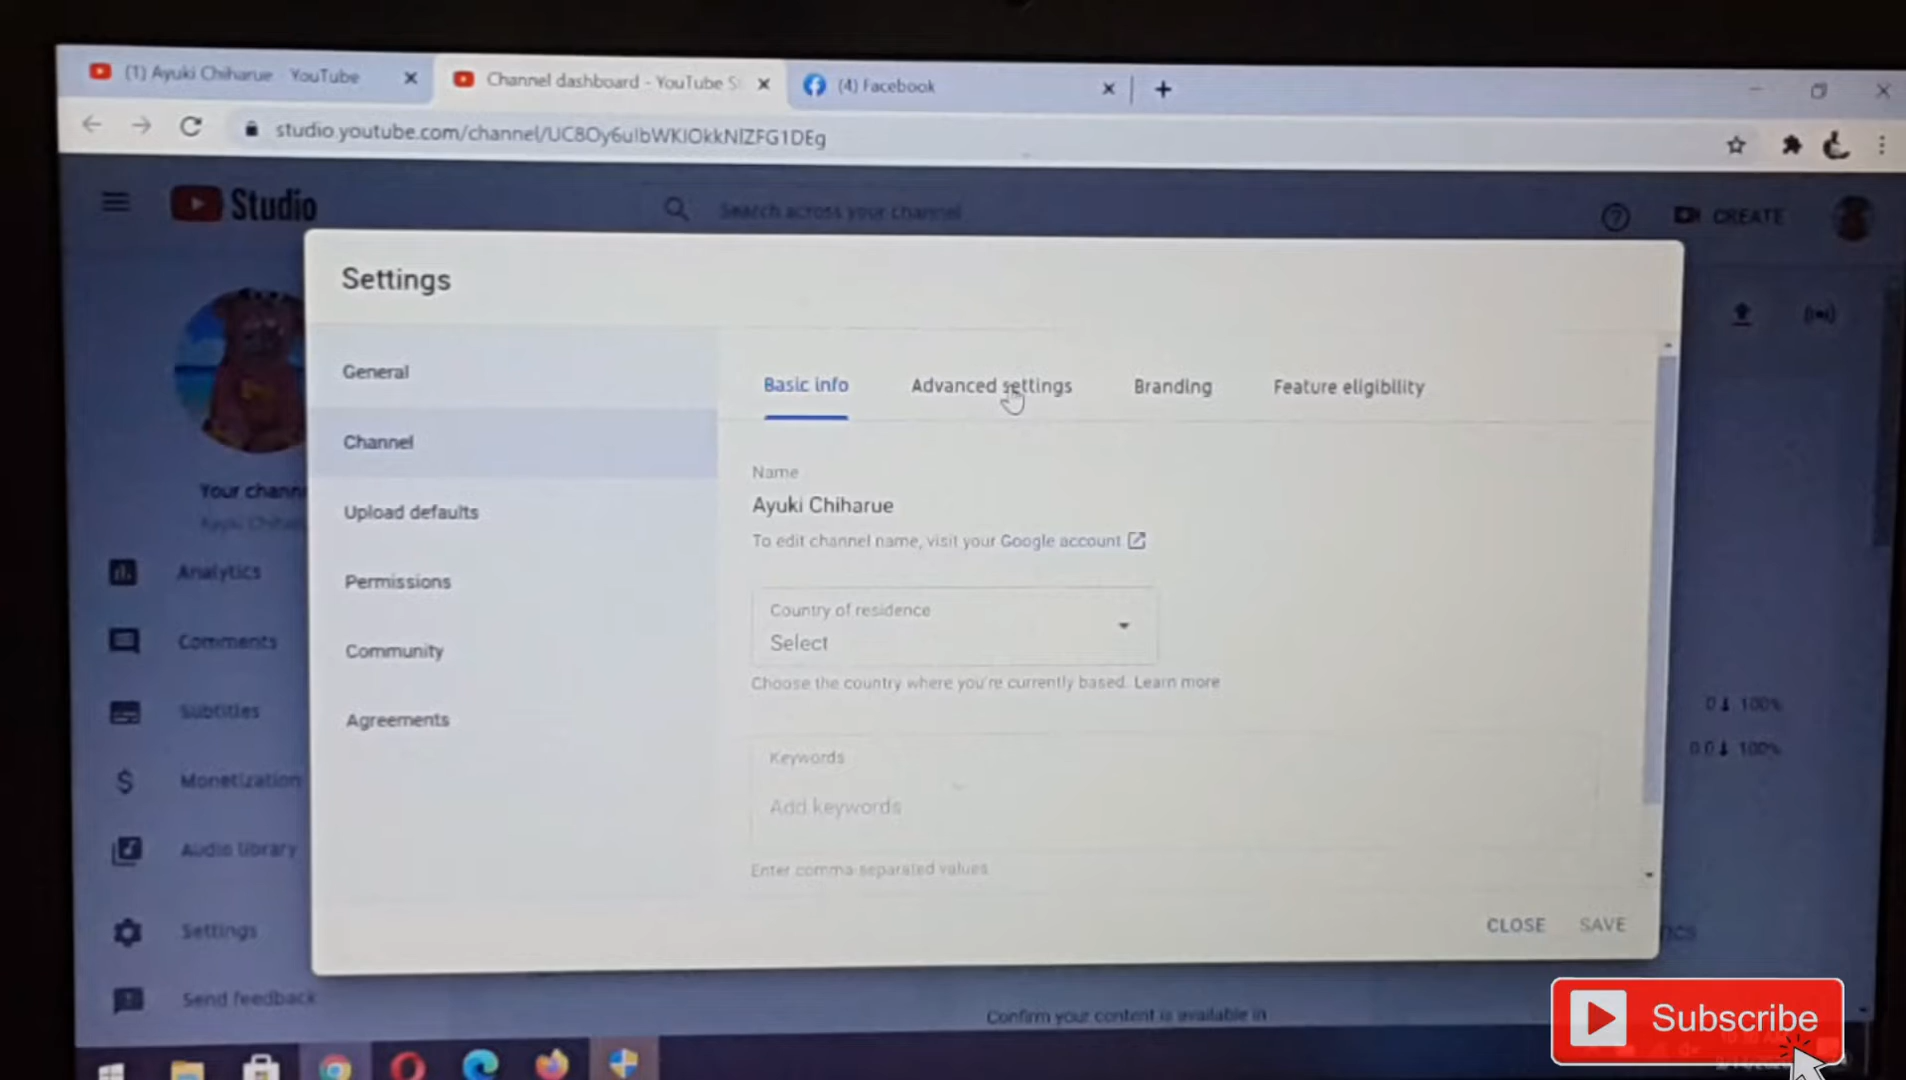 (1) Ayuki Chiharue YouTube
Channel dashboard - YouTube S
(4) Facebook
studio.youtube.com/channel/UC8Oy6uIbWKIOkkNIZFG1DEg
Studio
Search across your channel
CREATE
Settings
General
Channel
Upload defaults
Permissions
Community
Agreements
Basic info
Advanced settings
Branding
Feature eligibility
Name
Ayuki Chiharue
To edit channel name, visit your Google account
Country of residence
Select
Choose the country where you're currently based. Learn more
Keywords
Add keywords
Enter comma separated values
CLOSE
SAVE
Your chann
Analytics
Comments
Subtitles
Monetization
Audio library
Settings
Send feedback
0 100%
0.0 100%
Confirm your content is available in
Subscribe